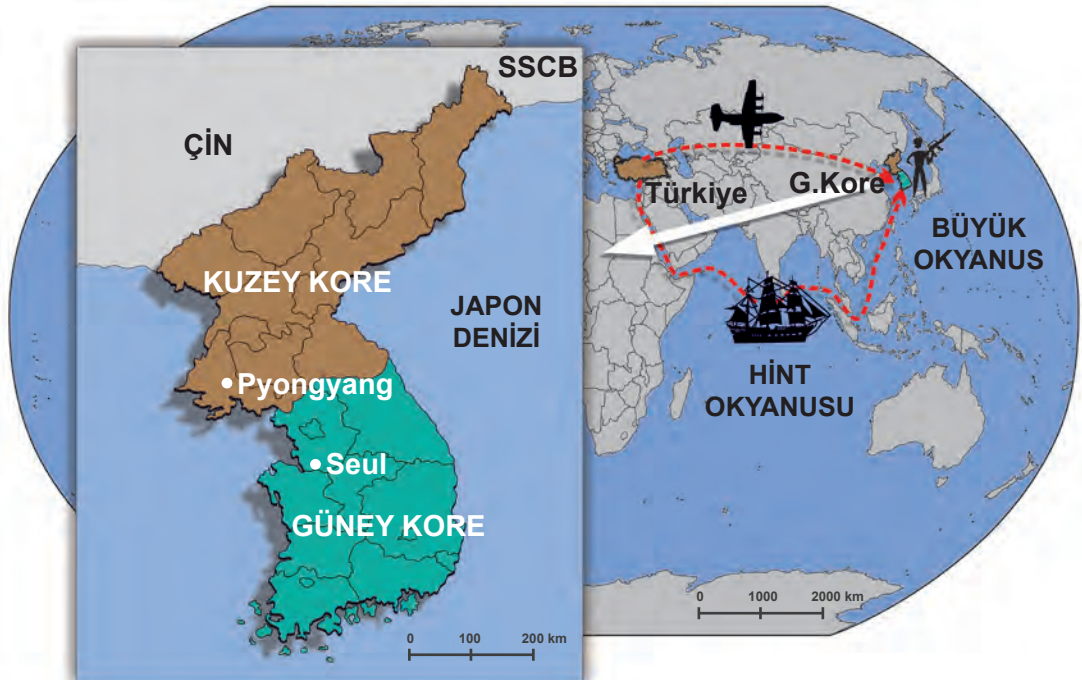 SSCB
ÇİN
KUZEY KORE
JAPON
DENİZİ
Pyongyang
Seul
GÜNEY KORE
0 100 200 km
Türkiye
G.Kore
BÜYÜK
OKYANUS
HİNT
OKYANUSU
0 1000 2000 km